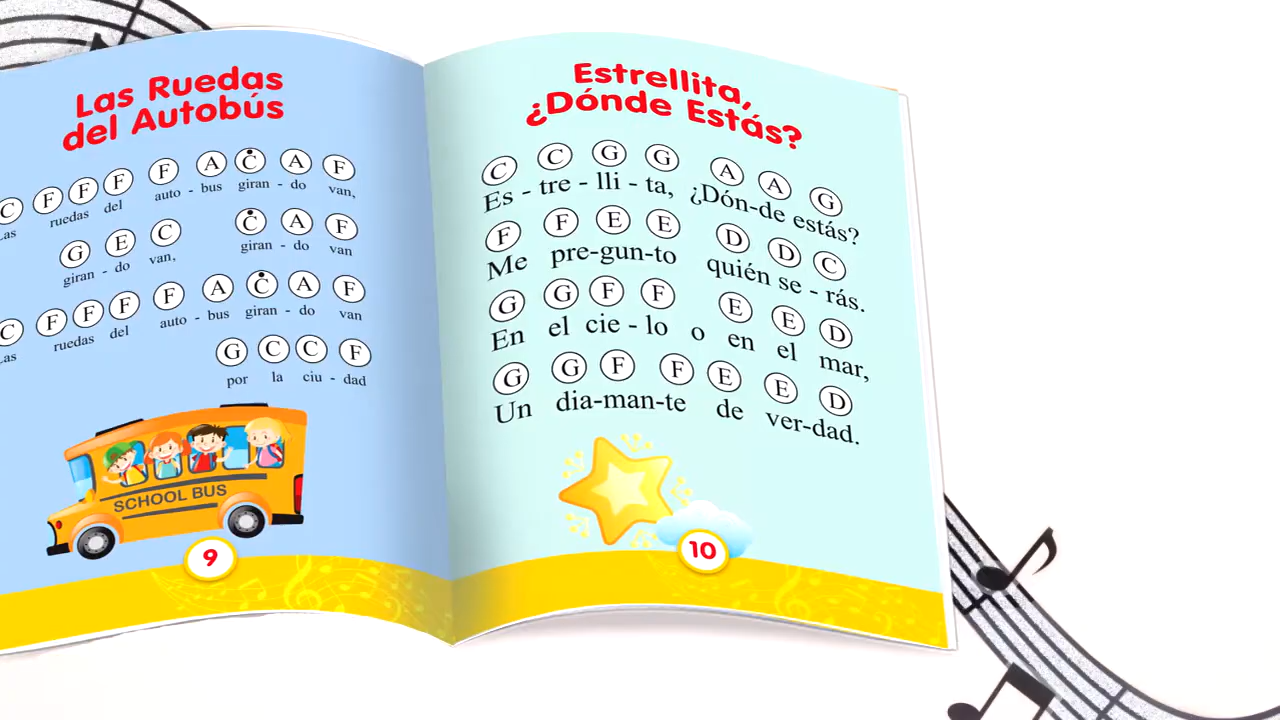 Las Ruedas
del Autobús
C F F F F A Ċ A F
Las ruedas del auto - bus giran - do van,
G E C Ċ A F
giran - do van, giran - do van
C F F F F A Ċ A F
Las ruedas del auto - bus giran - do van
G C C F
por la ciu - dad
SCHOOL BUS
9
Estrellita,
¿Dónde Estás?
C C G G A A G
Es - tre - lli - ta, ¿Dón-de estás?
F F E E D D C
Me pre-gun-to quién se - rás.
G G F F E E D
En el cie - lo o en el mar,
G G F F E E D
Un dia-man-te de ver-dad.
10